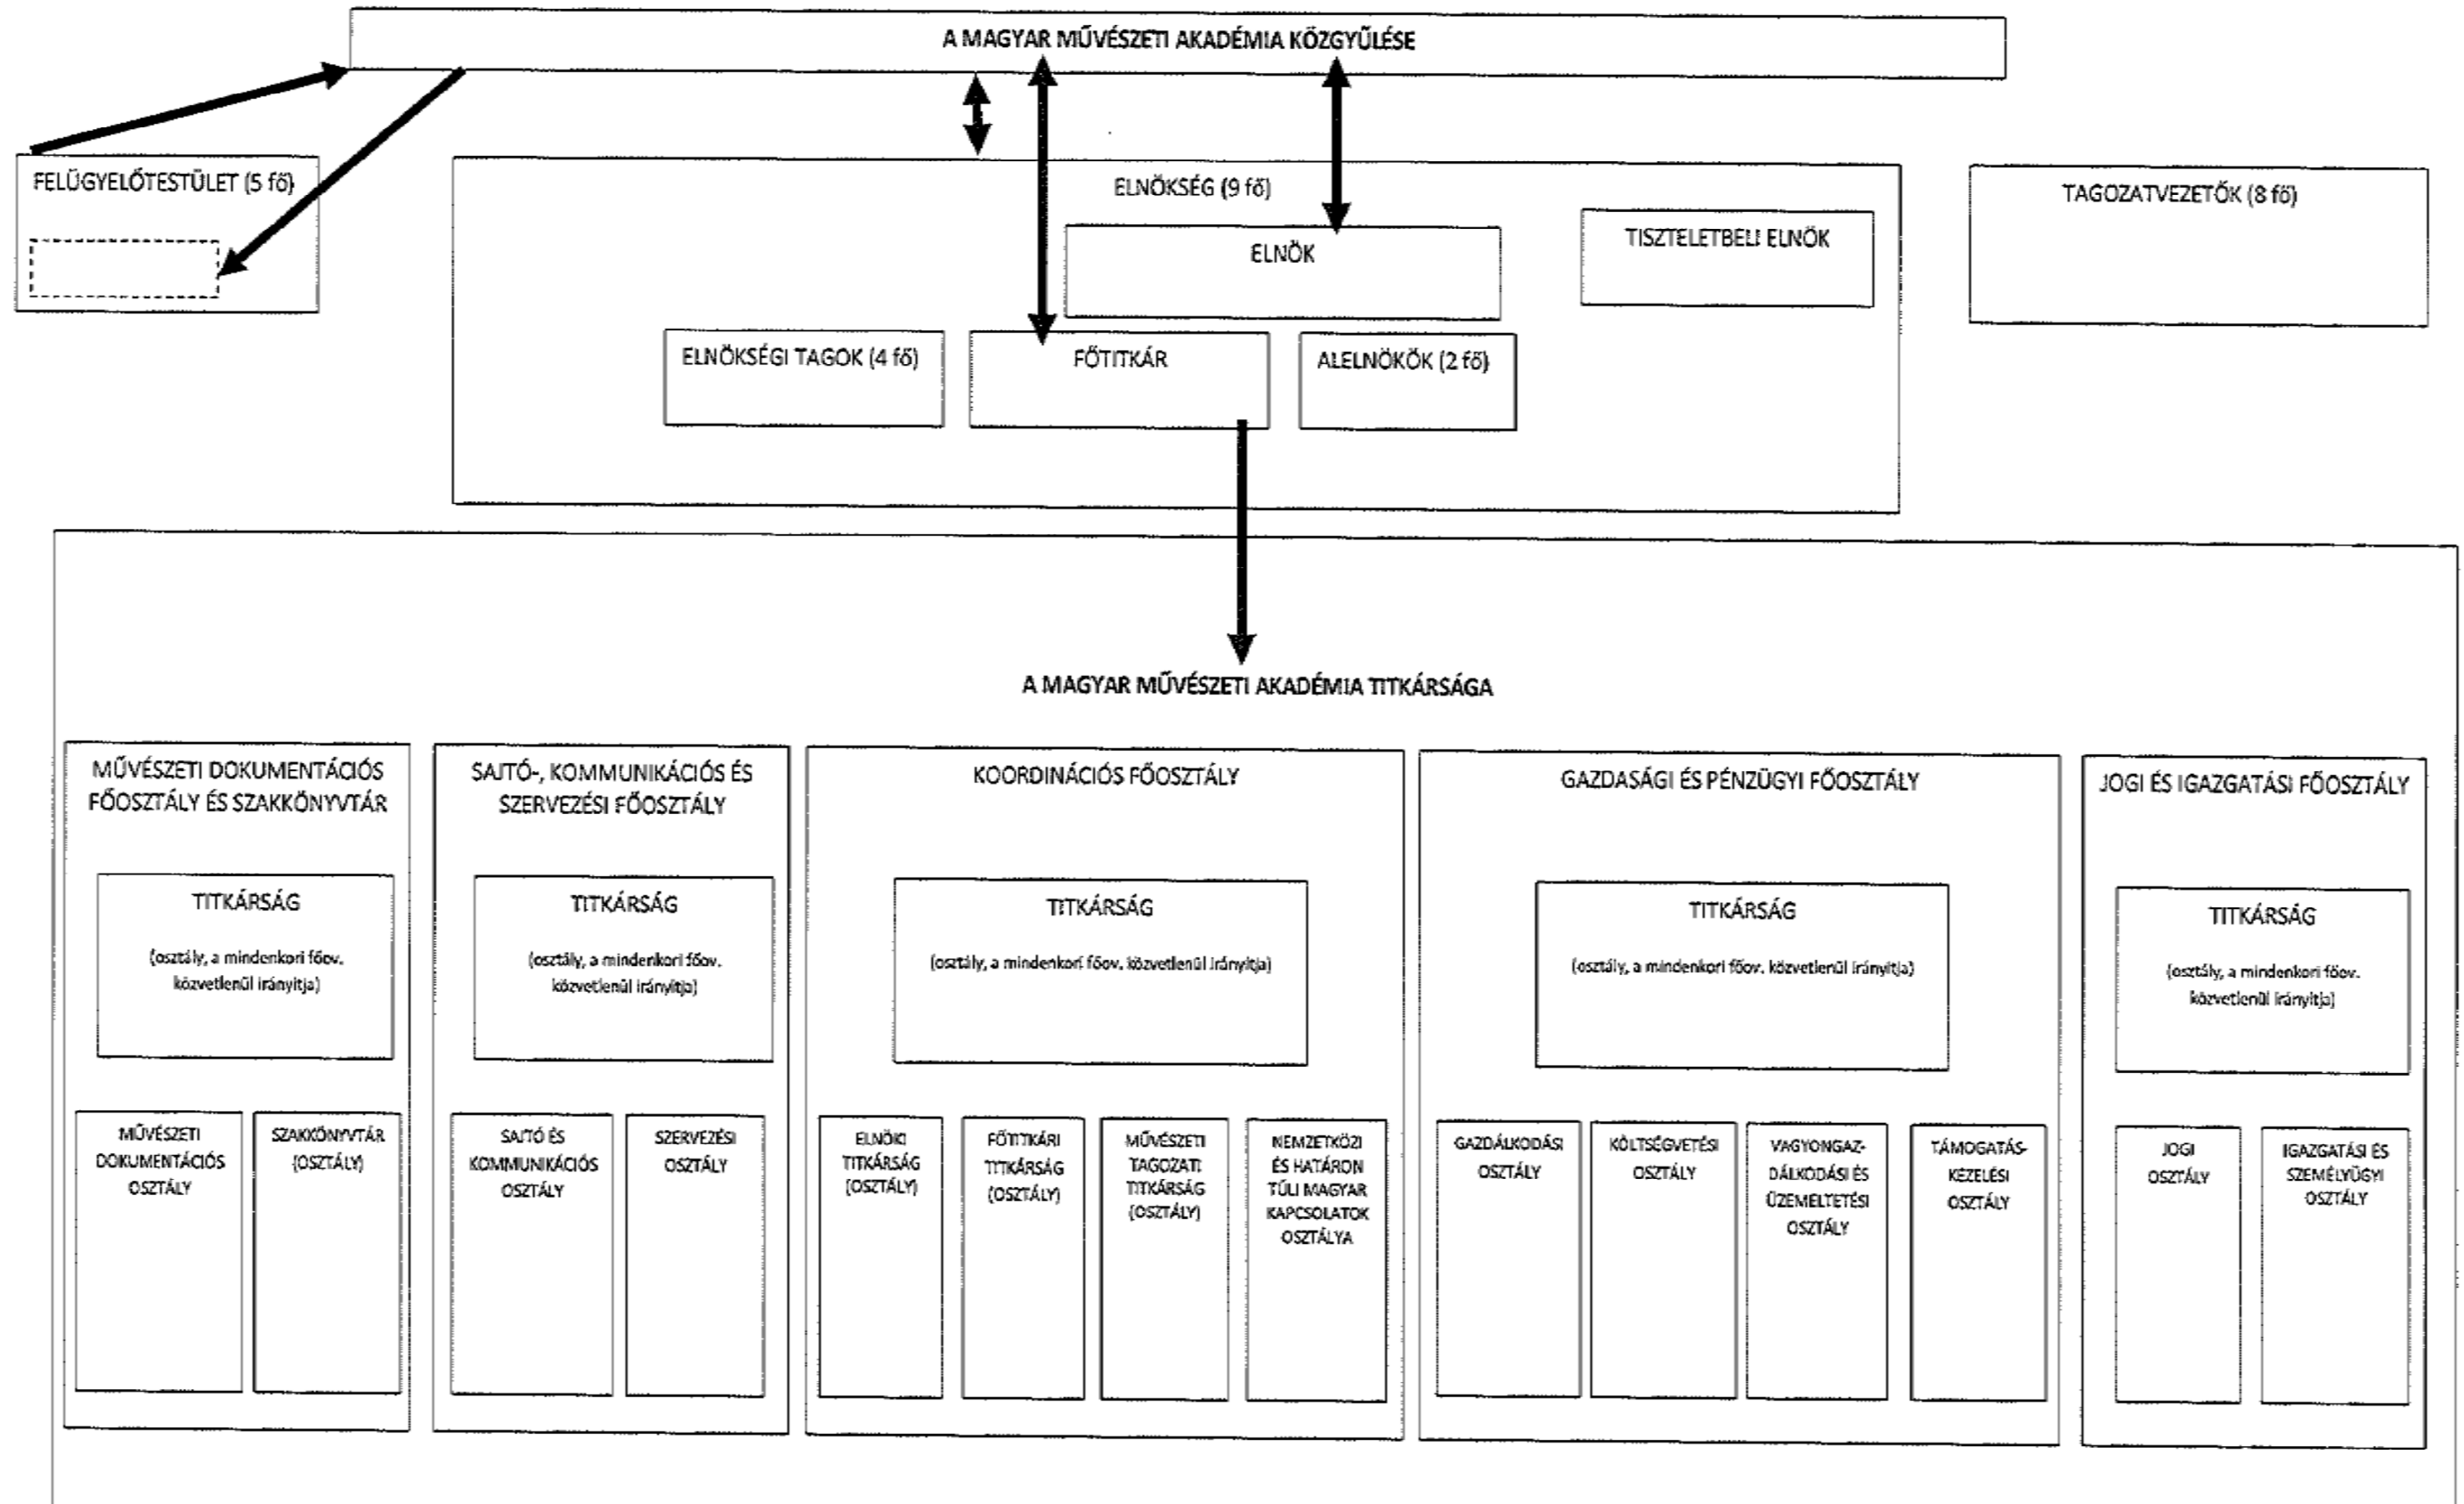 A MAGYAR MŰVÉSZETI AKADÉMIA KÖZGYŰLÉSE
FELÜGYELŐTESTÜLET (5 fő)
ELNÖKSÉG (9 fő)
ELNÖK
TISZTELETBELI ELNÖK
TAGOZATVEZETŐK (8 fő)
ELNÖKSÉGI TAGOK (4 fő)
FŐTITKÁR
ALELNÖKÖK (2 fő)
A MAGYAR MŰVÉSZETI AKADÉMIA TITKÁRSÁGA
MŰVÉSZETI DOKUMENTÁCIÓS
FŐOSZTÁLY ÉS SZAKKÖNYVTÁR
TITKÁRSÁG
(osztály, a mindenkori főov.
közvetlenül irányítja)
MŰVÉSZETI
DOKUMENTÁCIÓS
OSZTÁLY
SZAKKÖNYVTÁR
(OSZTÁLY)
SAJTÓ-, KOMMUNIKÁCIÓS ÉS
SZERVEZÉSI FŐOSZTÁLY
TITKÁRSÁG
(osztály, a mindenkori főov.
közvetlenül irányítja)
SAJTÓ ÉS
KOMMUNIKÁCIÓS
OSZTÁLY
SZERVEZÉSI
OSZTÁLY
KOORDINÁCIÓS FŐOSZTÁLY
TITKÁRSÁG
(osztály, a mindenkori főov. közvetlenül irányítja)
ELNÖKI
TITKÁRSÁG
(OSZTÁLY)
FŐTITKÁRI
TITKÁRSÁG
(OSZTÁLY)
MŰVÉSZETI
TAGOZATI
TITKÁRSÁG
(OSZTÁLY)
NEMZETKÖZI
ÉS HATÁRON
TÚLI MAGYAR
KAPCSOLATOK
OSZTÁLYA
GAZDASÁGI ÉS PÉNZÜGYI FŐOSZTÁLY
TITKÁRSÁG
(osztály, a mindenkori főov. közvetlenül irányítja)
GAZDÁLKODÁSI
OSZTÁLY
KÖLTSÉGVETÉSI
OSZTÁLY
VAGYONGAZ-
DÁLKODÁSI ÉS
ÜZEMELTETÉSI
OSZTÁLY
TÁMOGATÁS-
KEZELÉSI
OSZTÁLY
JOGI ÉS IGAZGATÁSI FŐOSZTÁLY
TITKÁRSÁG
(osztály, a mindenkori főov.
közvetlenül irányítja)
JOGI
OSZTÁLY
IGAZGATÁSI ÉS
SZEMÉLYÜGYI
OSZTÁLY